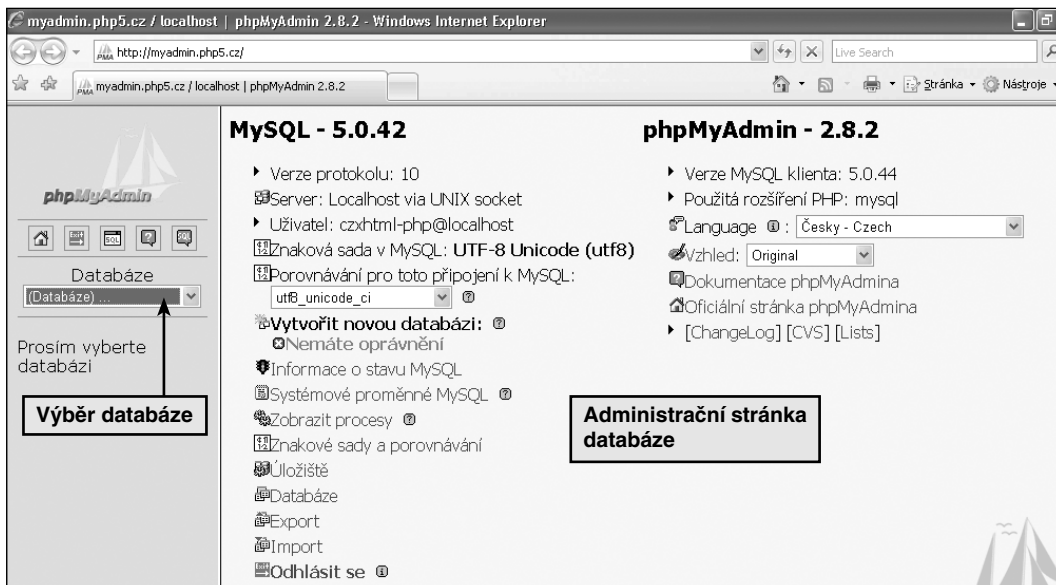 myadmin.php5.cz / localhost | phpMyAdmin 2.8.2 - Windows Internet Explorer
http://myadmin.php5.cz/
Live Search
myadmin.php5.cz / localhost | phpMyAdmin 2.8.2
Stránka
Nástroje
phpMyAdmin
SQL
Databáze
(Databáze) ...
Prosím vyberte
databázi
Výběr databáze
MySQL - 5.0.42
Verze protokolu: 10
Server: Localhost via UNIX socket
Uživatel: czxhtml-php@localhost
Znaková sada v MySQL: UTF-8 Unicode (utf8)
Porovnávání pro toto připojení k MySQL:
utf8_unicode_ci
Vytvořit novou databázi:
Nemáte oprávnění
Informace o stavu MySQL
Systémové proměnné MySQL
Zobrazit procesy
Znakové sady a porovnávání
Úložiště
Databáze
Export
Import
Odhlásit se
phpMyAdmin - 2.8.2
Verze MySQL klienta: 5.0.44
Použitá rozšíření PHP: mysql
Language : Česky - Czech
Vzhled: Original
Dokumentace phpMyAdmina
Oficiální stránka phpMyAdmina
[ChangeLog] [CVS] [Lists]
Administrační stránka
databáze